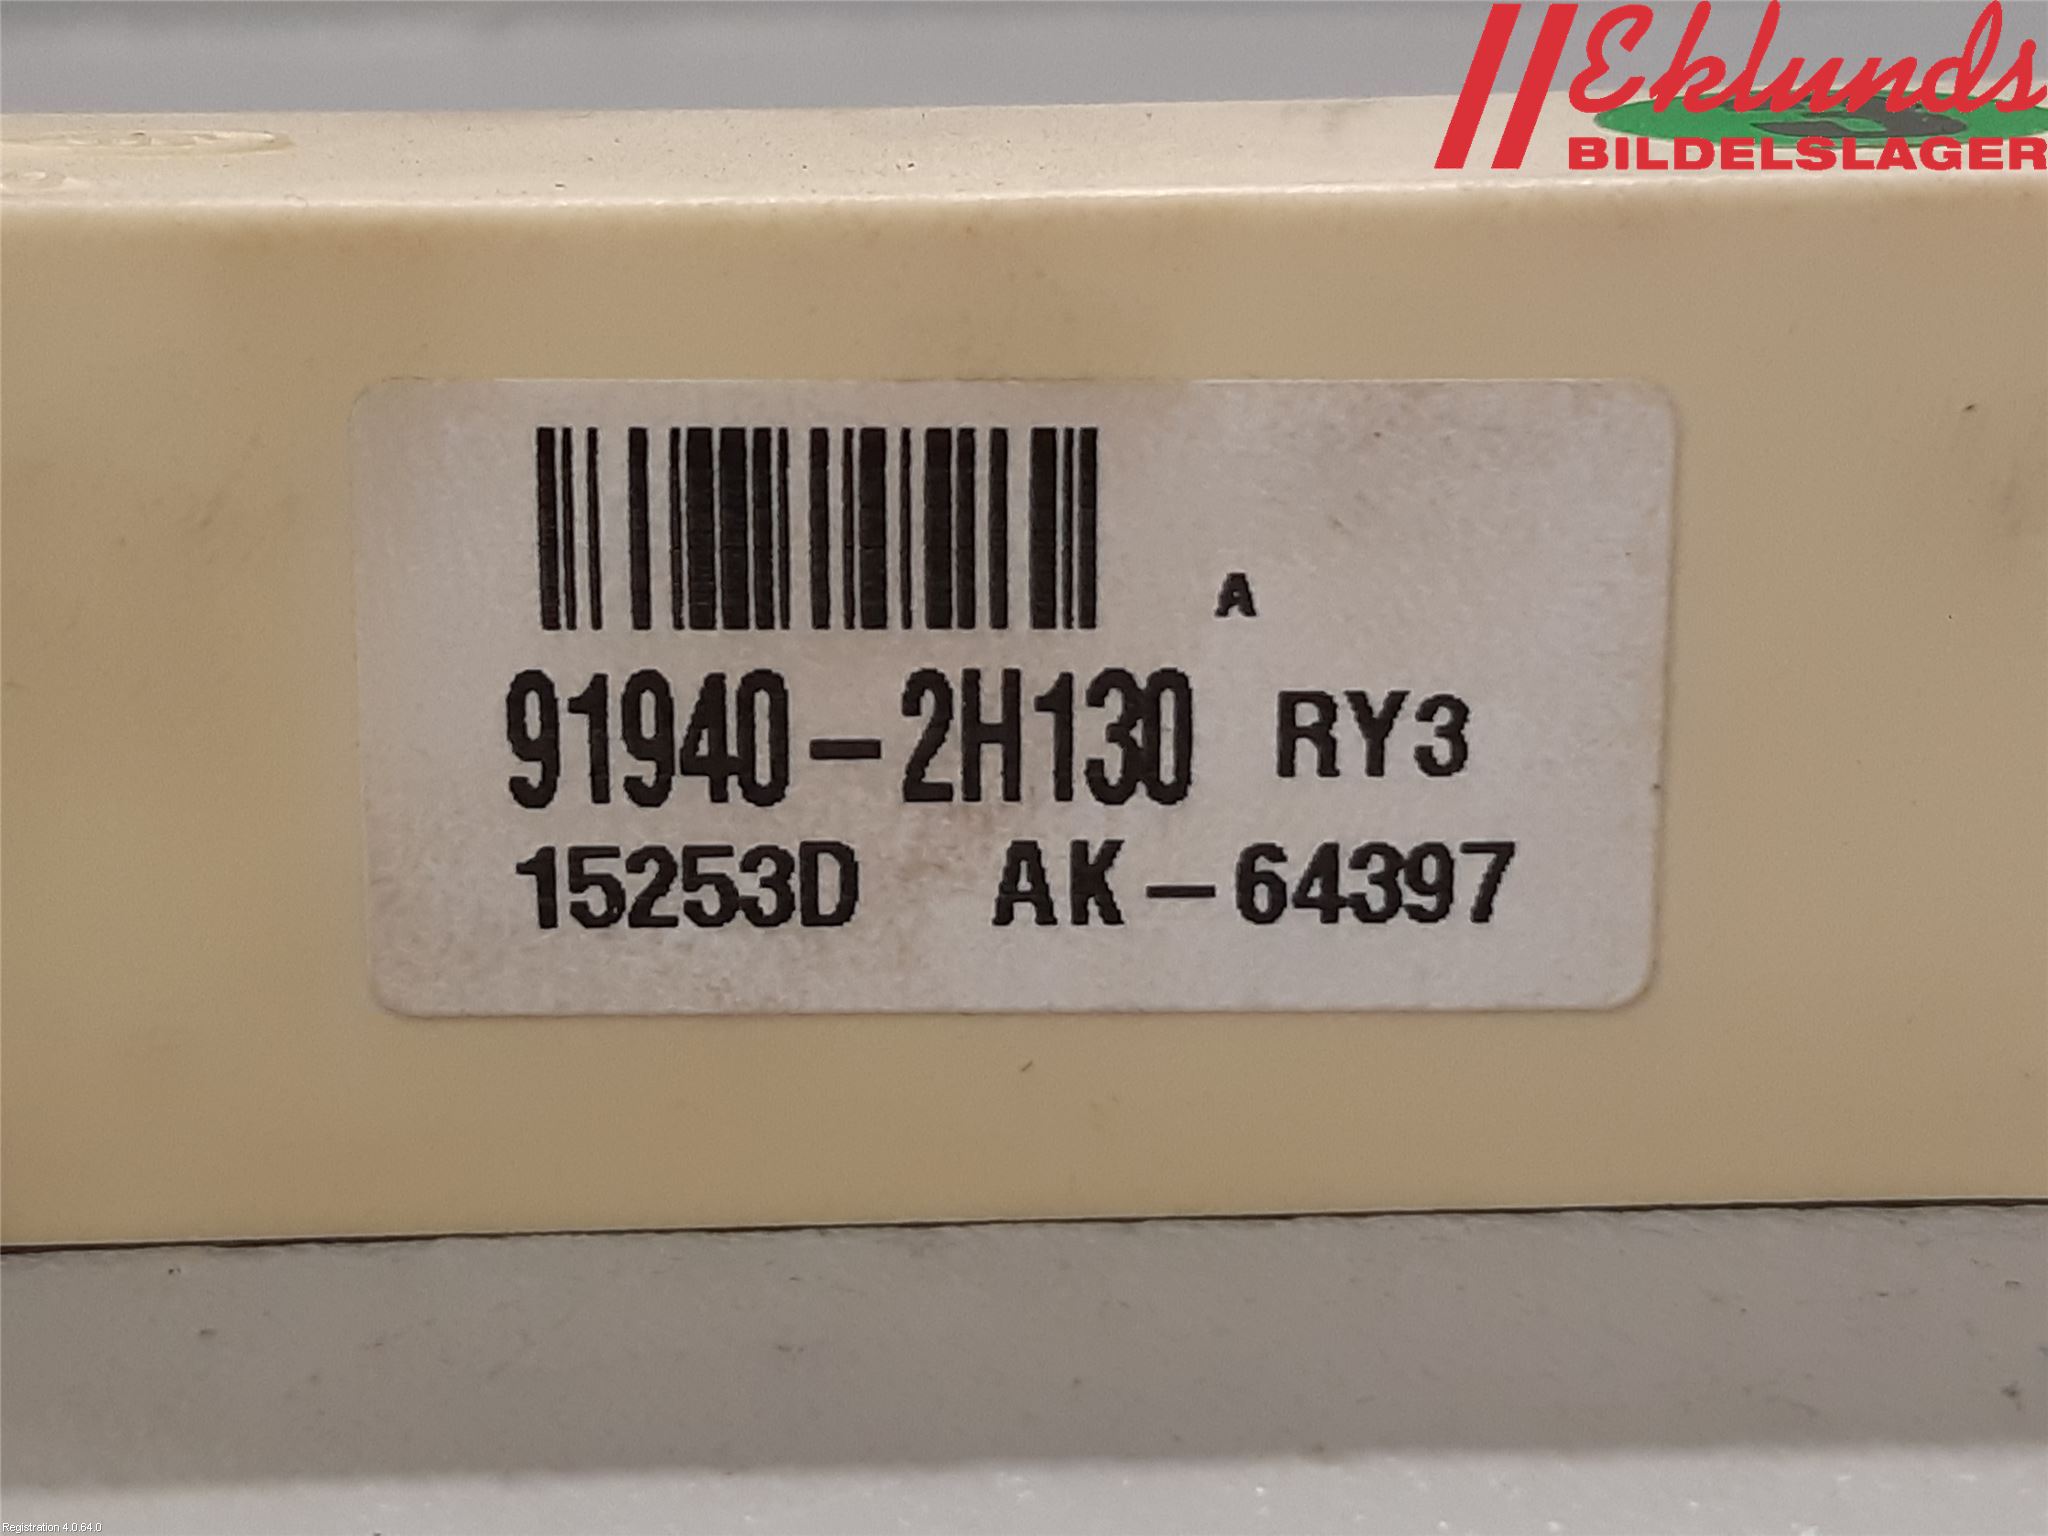 Eklunds
BILDELSLAGER
A
91940-2H130 RY3
15253D AK-64397
Registration 4.0.64.0